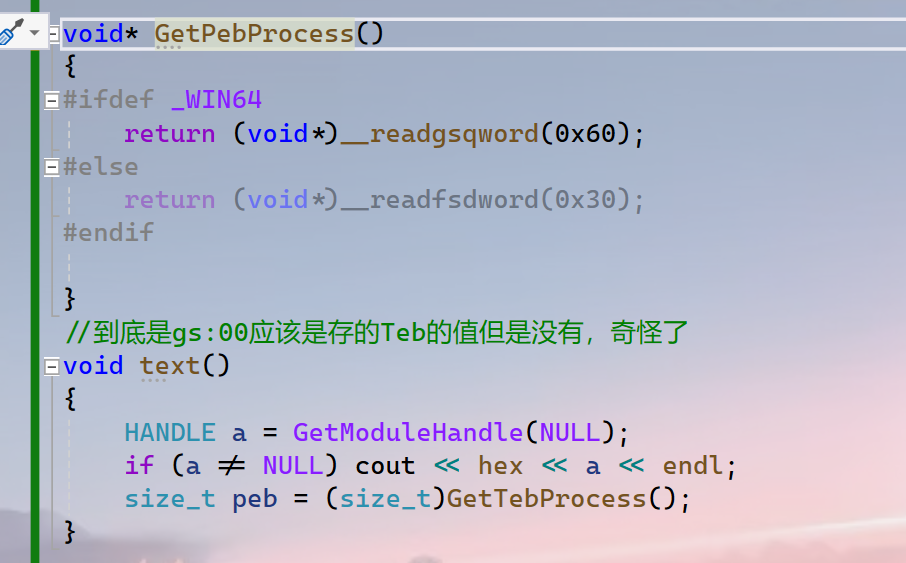 void* GetPebProcess()
{
#ifdef _WIN64
return (void*)__readgsqword(0x60);
#else
return (void*)__readfsdword(0x30);
#endif
}
//到底是gs:00应该是存的Teb的值但是没有，奇怪了
void text()
{
HANDLE a = GetModuleHandle(NULL);
if (a ≠ NULL) cout << hex << a << endl;
size_t peb = (size_t)GetTebProcess();
}